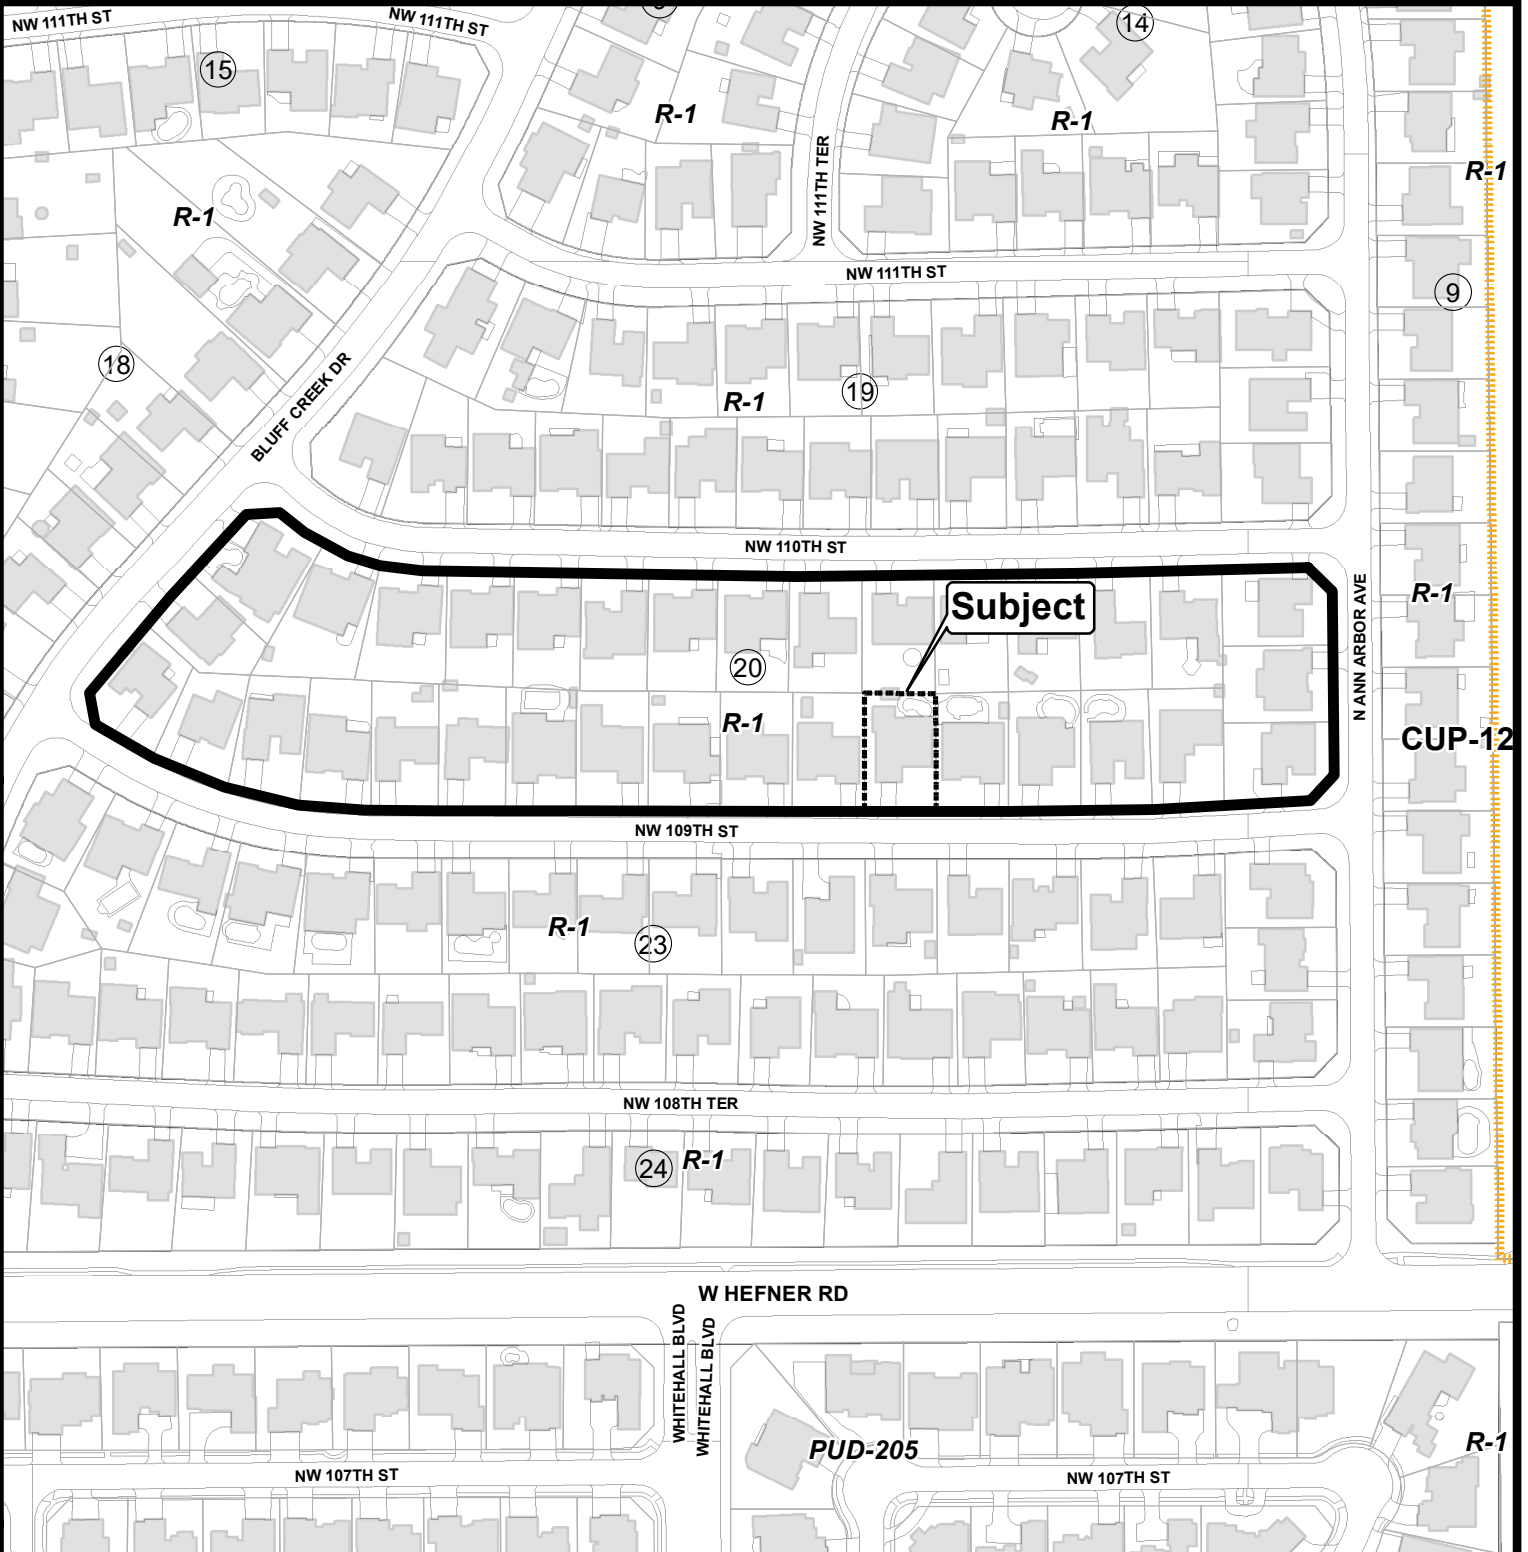 NW 111TH ST
NW 111TH ST
14
15
R-1
R-1
NW 111TH TER
R-1
R-1
NW 111TH ST
9
18
BLUFF CREEK DR
19
R-1
NW 110TH ST
Subject
N ANN ARBOR AVE
R-1
20
R-1
CUP-12
NW 109TH ST
R-1
23
NW 108TH TER
24
R-1
W HEFNER RD
WHITEHALL BLVD
WHITEHALL BLVD
PUD-205
R-1
NW 107TH ST
NW 107TH ST